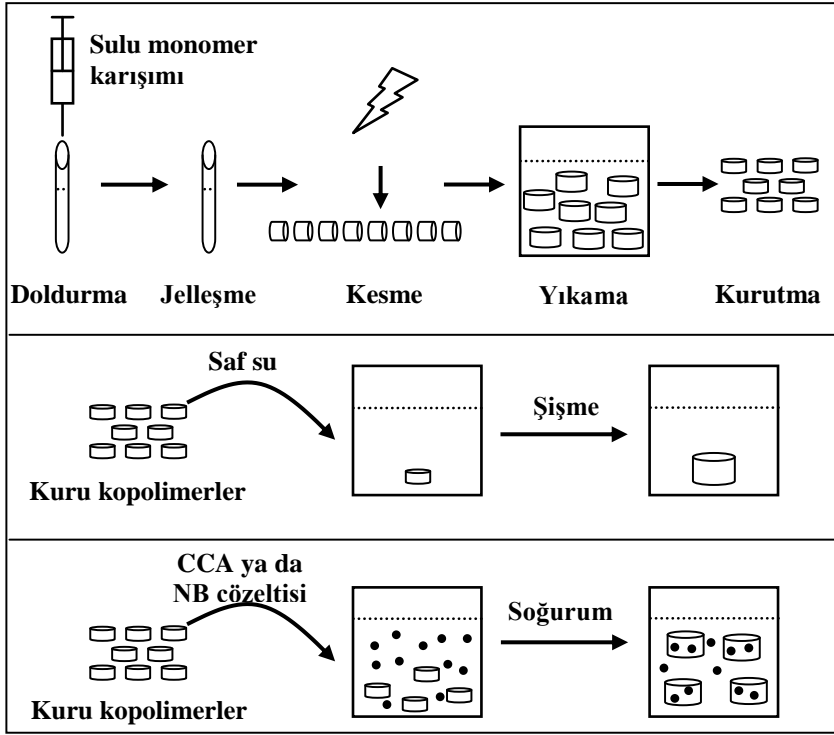 Sulu monomer
karışımı
Doldurma
Jelleşme
Kesme
Yıkama
Kurutma
Saf su
Şişme
Kuru kopolimerler
CCA ya da
NB cözeltisi
Soğurum
Kuru kopolimerler